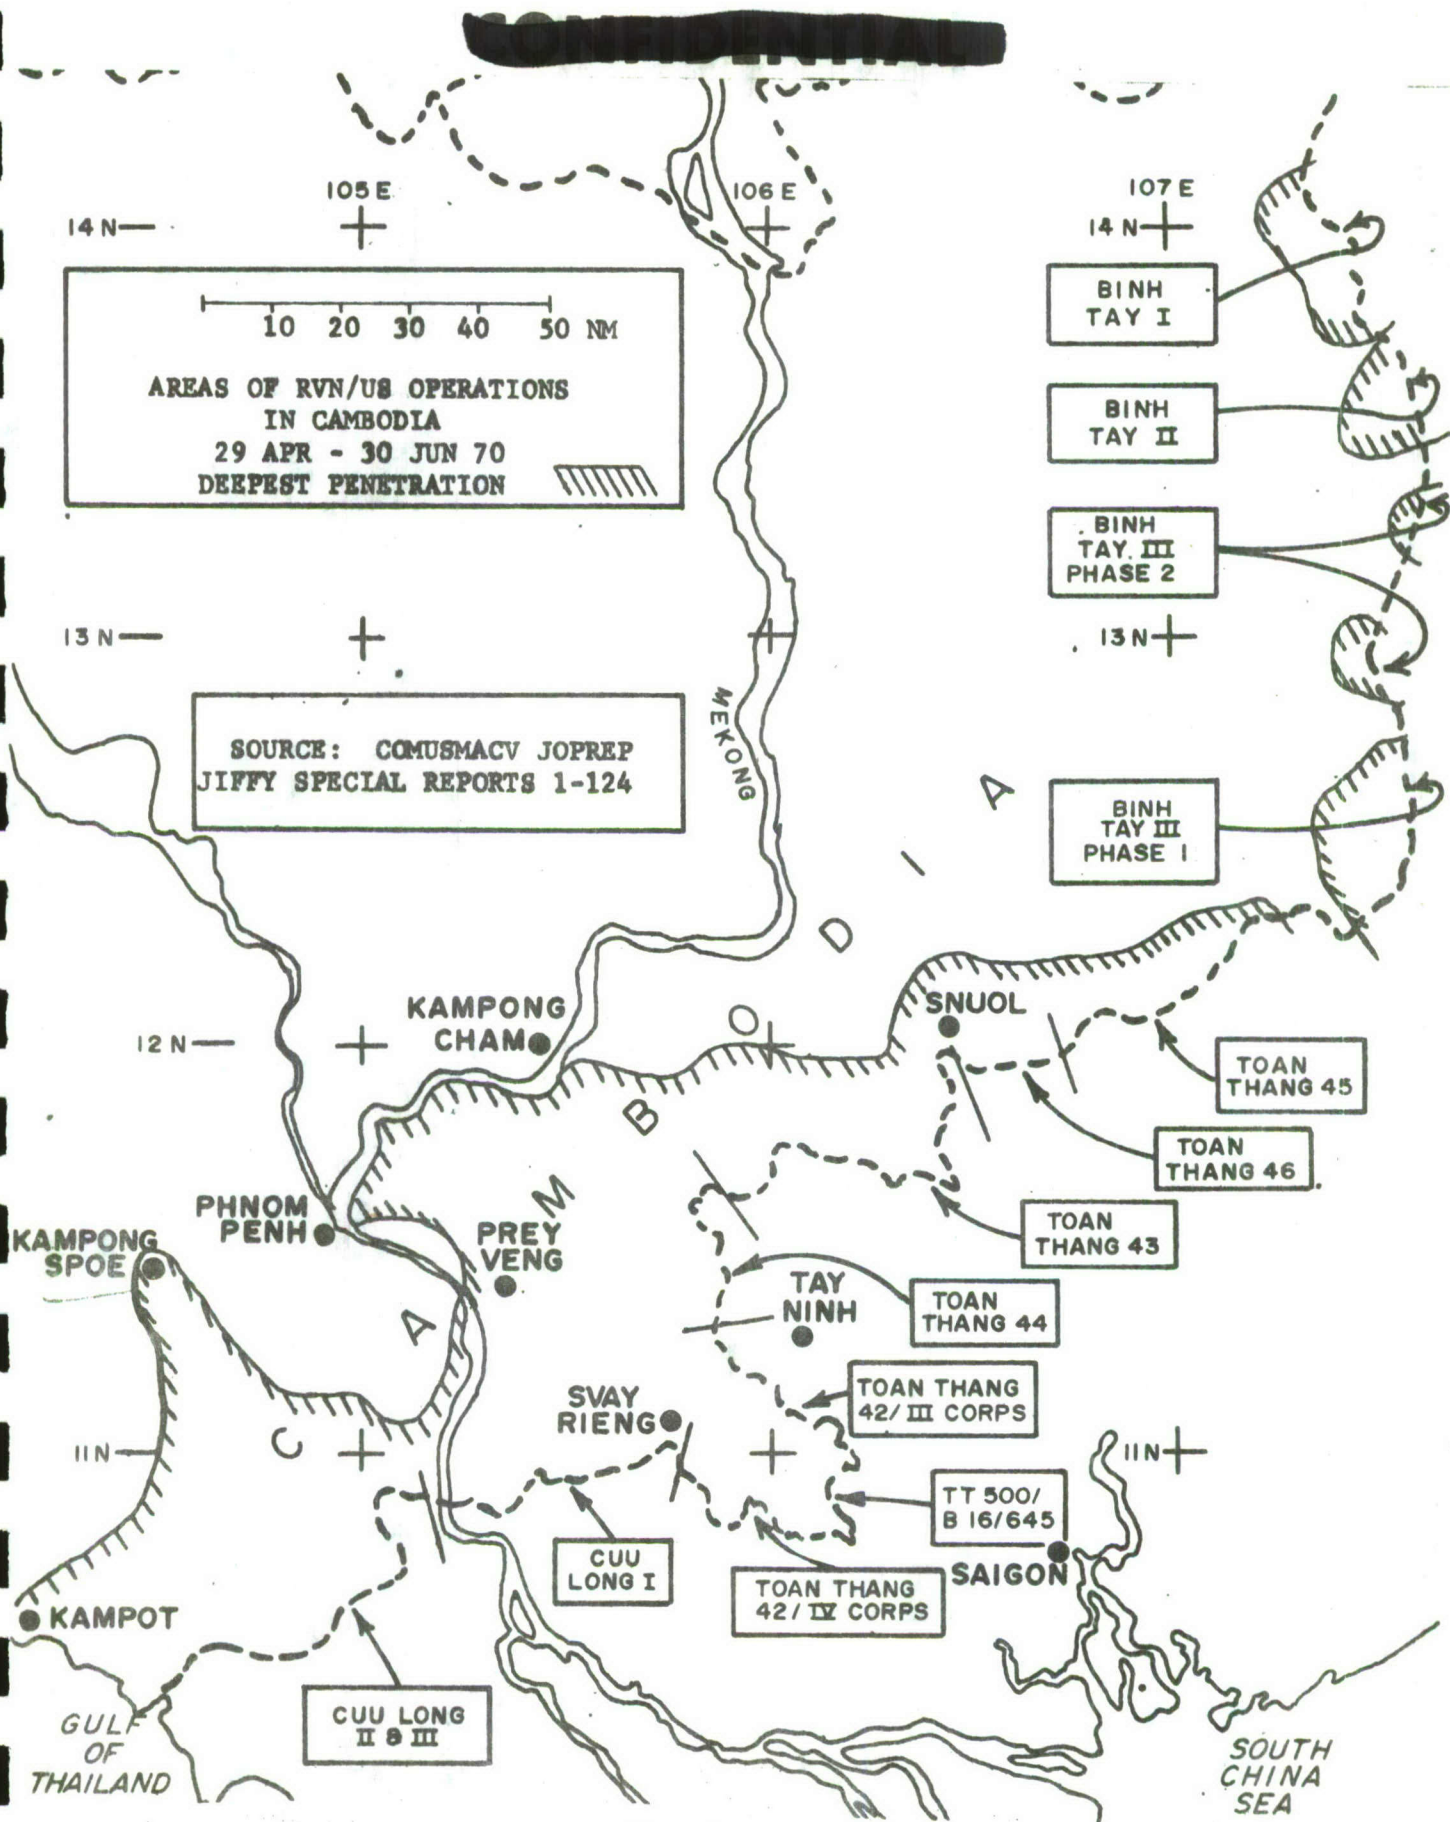 CONFIDENTIAL
105 E
106 E
107 E
14 N
14 N
10 20 30 40 50 NM
AREAS OF RVN/US OPERATIONS
IN CAMBODIA
29 APR - 30 JUN 70
DEEPEST PENETRATION
BINH
TAY I
BINH
TAY II
BINH
TAY. III
PHASE 2
13 N
13 N
SOURCE: COMUSMACV JOPREP
JIFFY SPECIAL REPORTS 1-124
MEKONG
BINH
TAY III
PHASE I
C A M B O D I A
KAMPONG
CHAM
SNUOL
12 N
TOAN
THANG 45
TOAN
THANG 46
PHNOM
PENH
PREY
VENG
TOAN
THANG 43
KAMPONG
SPOE
TAY
NINH
TOAN
THANG 44
SVAY
RIENG
TOAN THANG
42/ III CORPS
11 N
11 N
TT 500/
B 16/645
CUU
LONG I
TOAN THANG
42/ IV CORPS
SAIGON
KAMPOT
CUU LONG
II & III
GULF
OF
THAILAND
SOUTH
CHINA
SEA